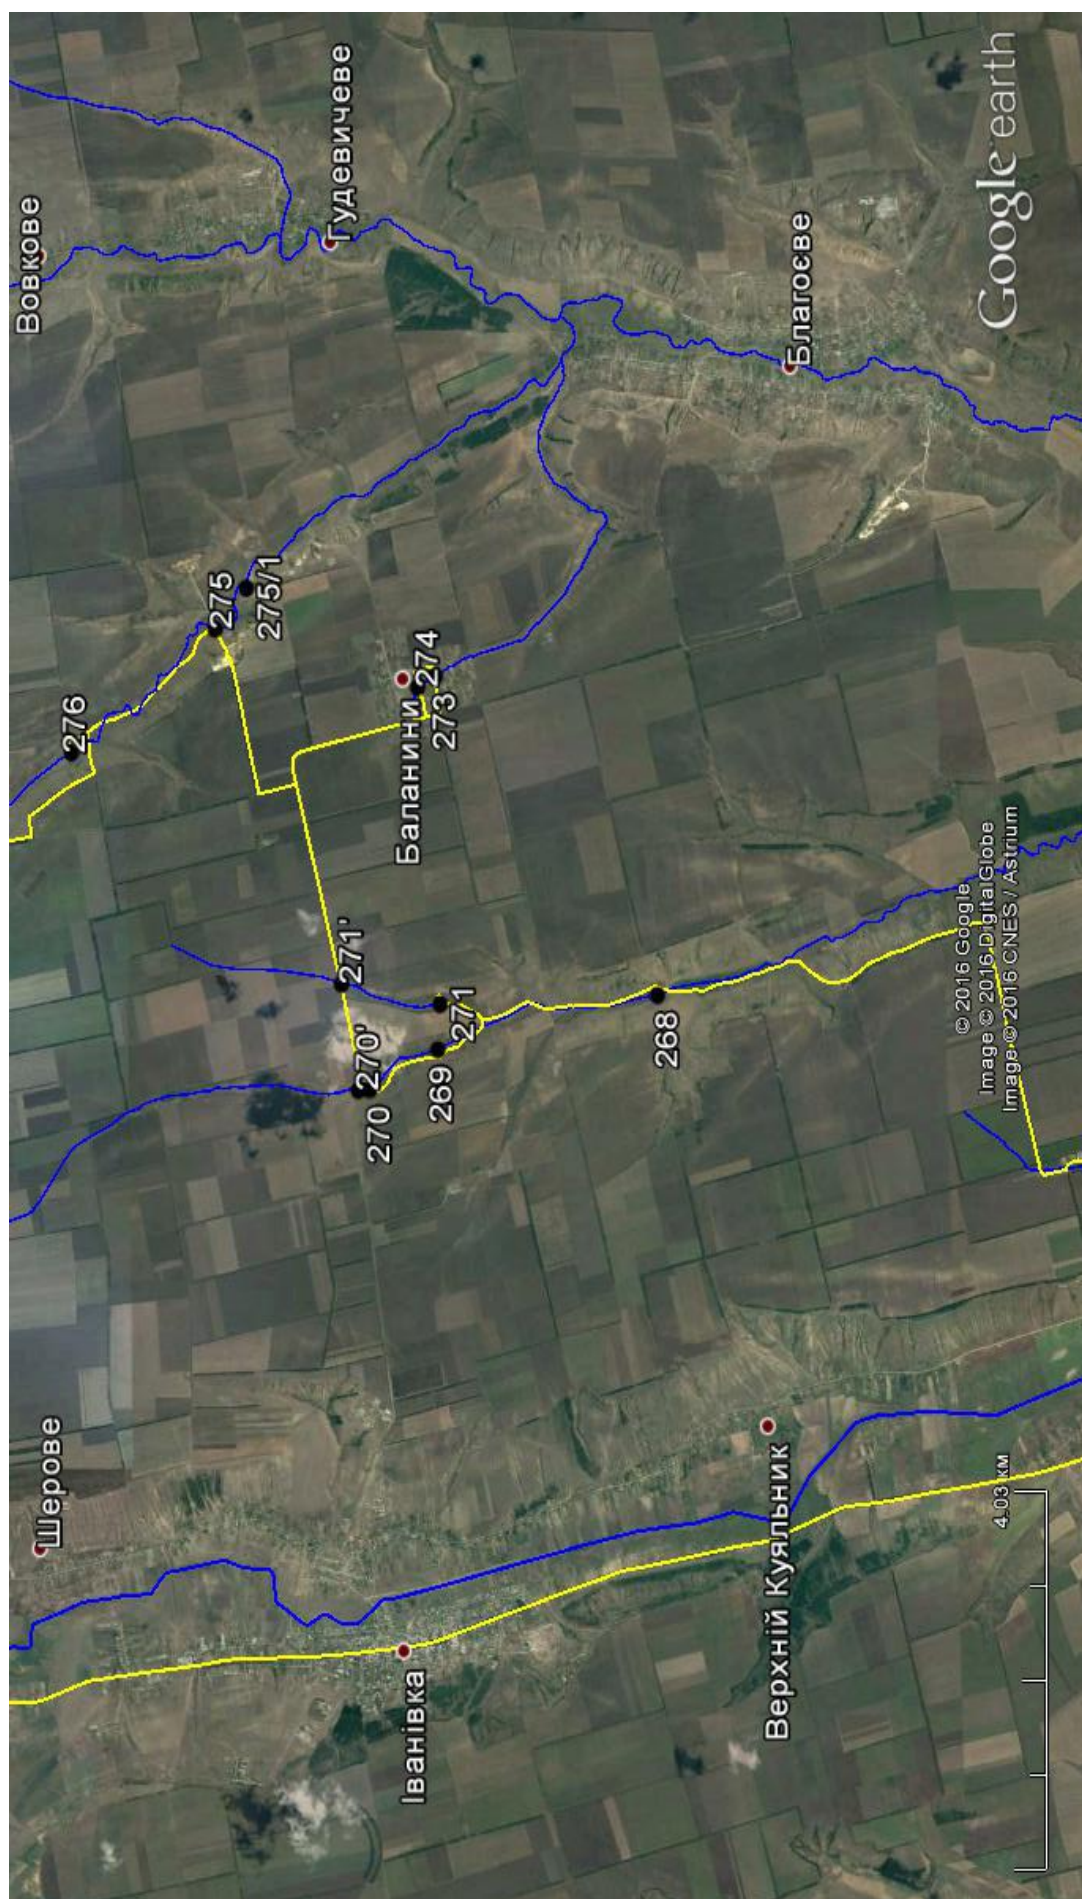 Вовкове
Шерове
276
275
275/1
Гудевичеве
271'
270'
270
Баланини
Іванівка
274
269
273
271
268
Верхній Куяльник
Благоєве
© 2016 Google
Image © 2016 DigitalGlobe
Image © 2016 CNES / Astrium
4.03 км
Google earth